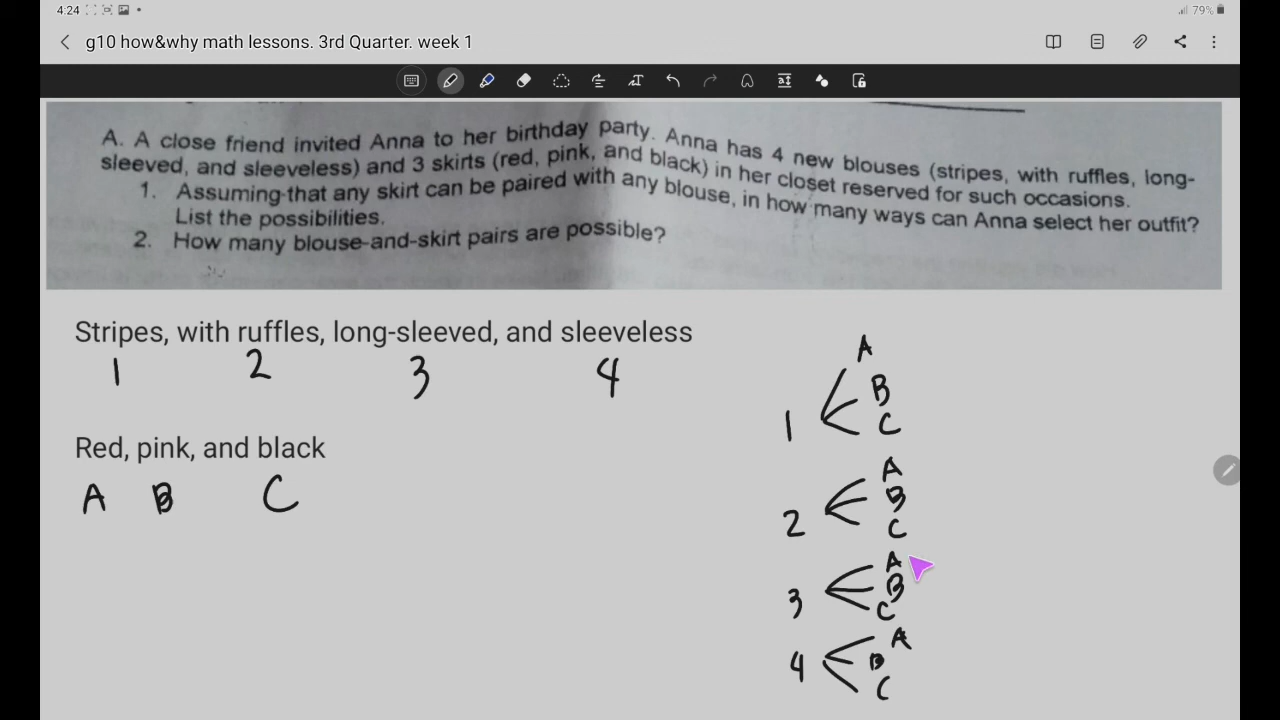 4:24
79%
g10 how&why math lessons. 3rd Quarter. week 1
A. A close friend invited Anna to her birthday party. Anna has 4 new blouses (stripes, with ruffles, long-
sleeved, and sleeveless) and 3 skirts (red, pink, and black) in her closet reserved for such occasions.
1. Assuming that any skirt can be paired with any blouse, in how many ways can Anna select her outfit?
List the possibilities.
2. How many blouse-and-skirt pairs are possible?
Stripes, with ruffles, long-sleeved, and sleeveless
1 2 3 4
Red, pink, and black
A B C
A
B
1 C
A
B
2 C
A
B
3 C
A
4 B
C